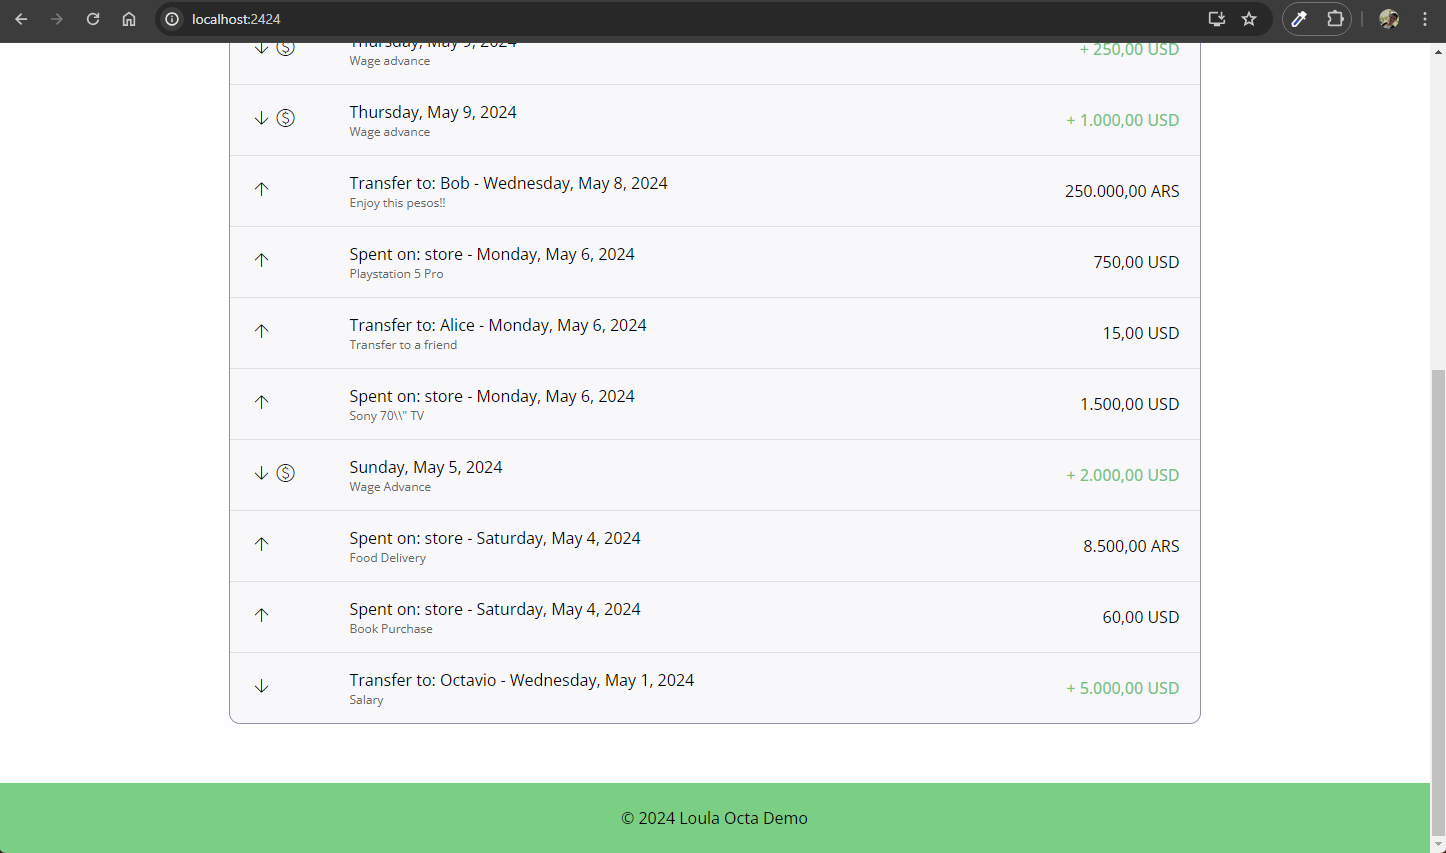 localhost:2424
Thursday, May 9, 2024
Wage advance
+ 250,00 USD
Thursday, May 9, 2024
Wage advance
+ 1.000,00 USD
Transfer to: Bob - Wednesday, May 8, 2024
Enjoy this pesos!!
250.000,00 ARS
Spent on: store - Monday, May 6, 2024
Playstation 5 Pro
750,00 USD
Transfer to: Alice - Monday, May 6, 2024
Transfer to a friend
15,00 USD
Spent on: store - Monday, May 6, 2024
Sony 70\\" TV
1.500,00 USD
Sunday, May 5, 2024
Wage Advance
+ 2.000,00 USD
Spent on: store - Saturday, May 4, 2024
Food Delivery
8.500,00 ARS
Spent on: store - Saturday, May 4, 2024
Book Purchase
60,00 USD
Transfer to: Octavio - Wednesday, May 1, 2024
Salary
+ 5.000,00 USD
© 2024 Loula Octa Demo